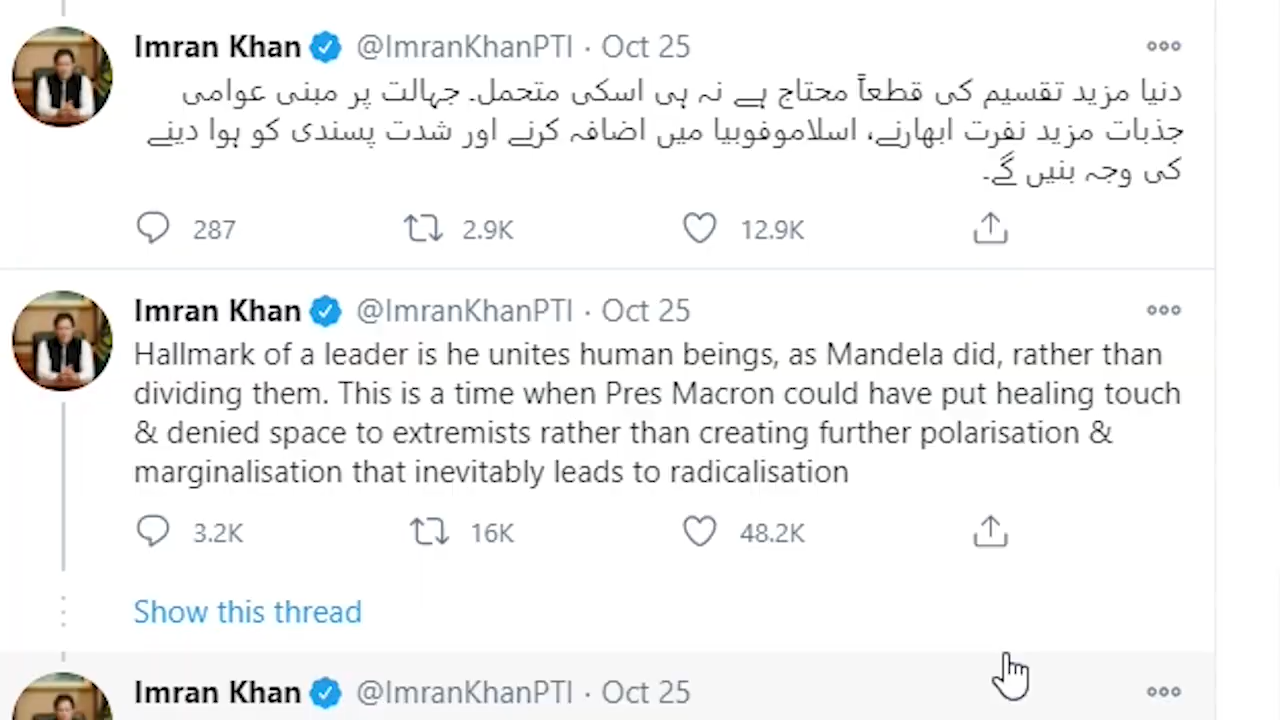 Imran Khan @ImranKhanPTI · Oct 25
دنیا مزید تقسیم کی قطعاً محتاج ہے نہ ہی اسکی متحمل۔ جہالت پر مبنی عوامی
جذبات مزید نفرت ابھارنے، اسلاموفوبیا میں اضافہ کرنے اور شدت پسندی کو ہوا دینے
کی وجہ بنیں گے۔
287 2.9K 12.9K
Imran Khan @ImranKhanPTI · Oct 25
Hallmark of a leader is he unites human beings, as Mandela did, rather than
dividing them. This is a time when Pres Macron could have put healing touch
& denied space to extremists rather than creating further polarisation &
marginalisation that inevitably leads to radicalisation
3.2K 16K 48.2K
Show this thread
Imran Khan @ImranKhanPTI · Oct 25